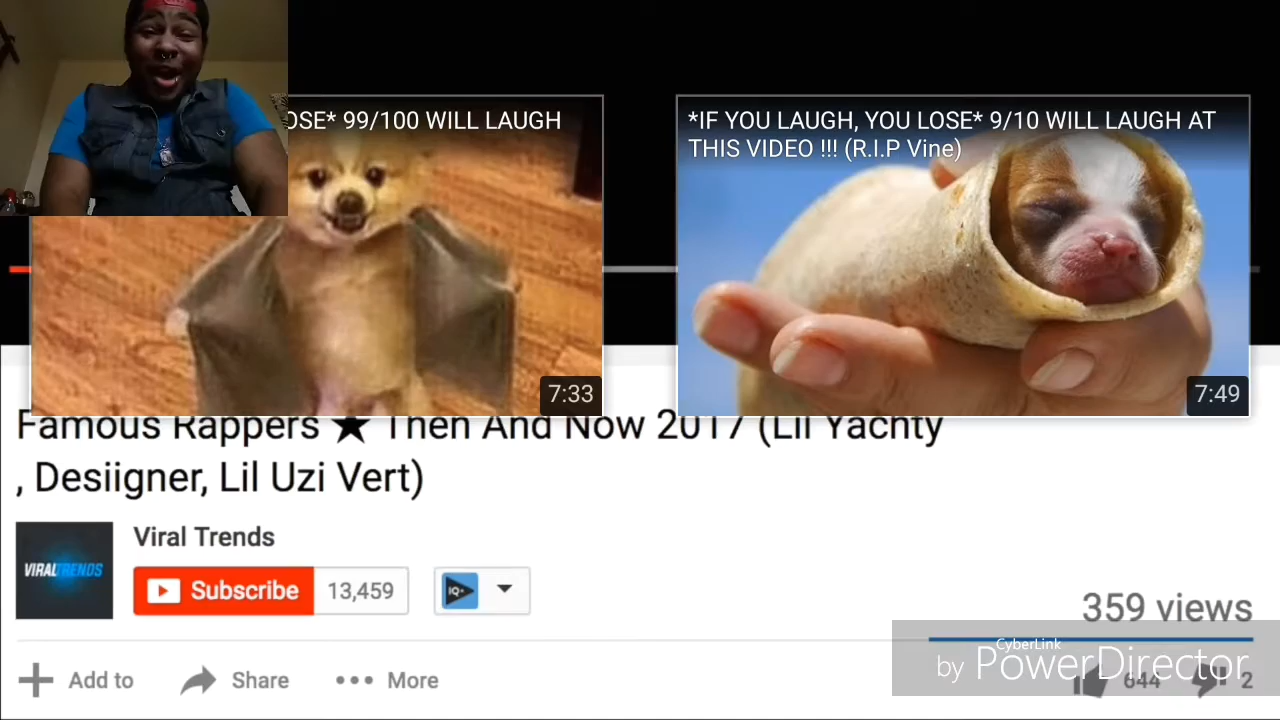 OSE* 99/100 WILL LAUGH
*IF YOU LAUGH, YOU LOSE* 9/10 WILL LAUGH AT
THIS VIDEO !!! (R.I.P Vine)
7:33
7:49
Famous Rappers ★ Then And Now 2017 (Lil Yachty
, Desiigner, Lil Uzi Vert)
VIRALTRENDS
Viral Trends
Subscribe 13,459
IQ+
359 views
Add to Share More
644 2
CyberLink
by PowerDirector